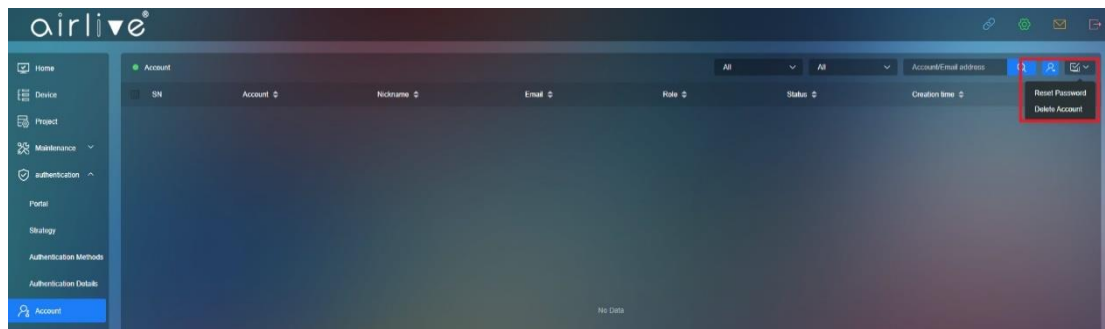 airlive®
Home
Account
All
All
Account/Email address
Device
SN
Account
Nickname
Email
Role
Status
Creation time
Reset Password
Delete Account
Project
Maintenance
authentication
Portal
Strategy
Authentication Methods
Authentication Details
Account
No Data